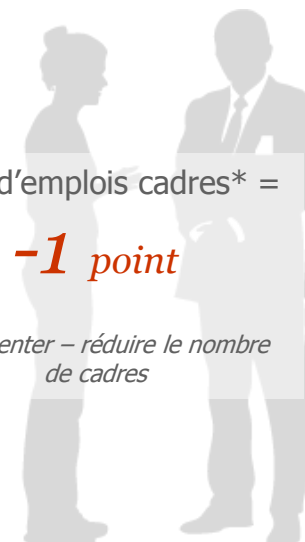 d'emplois cadres* =
-1 point
enter – réduire le nombre
de cadres